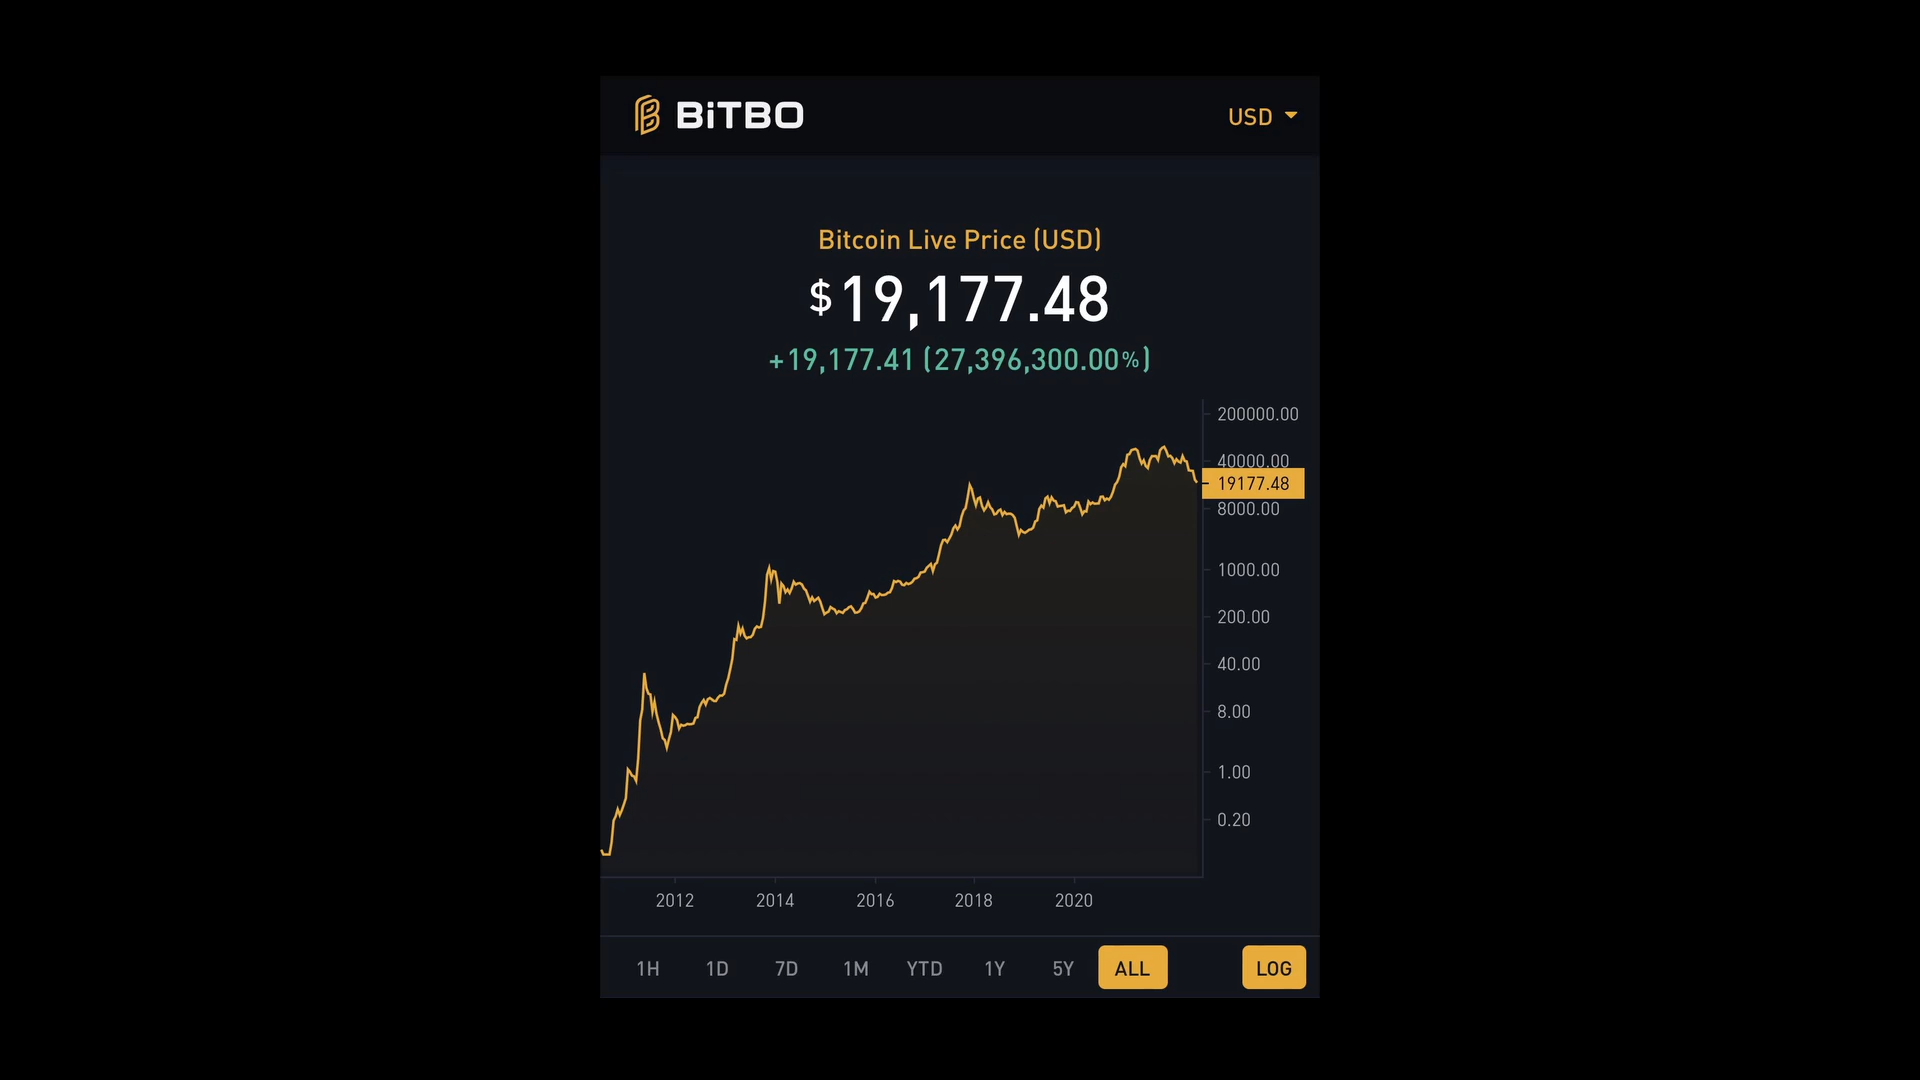 BiTBO
USD
Bitcoin Live Price (USD)
$19,177.48
+19,177.41 (27,396,300.00%)
200000.00
40000.00
19177.48
8000.00
1000.00
200.00
40.00
8.00
1.00
0.20
2012 2014 2016 2018 2020
1H 1D 7D 1M YTD 1Y 5Y ALL LOG